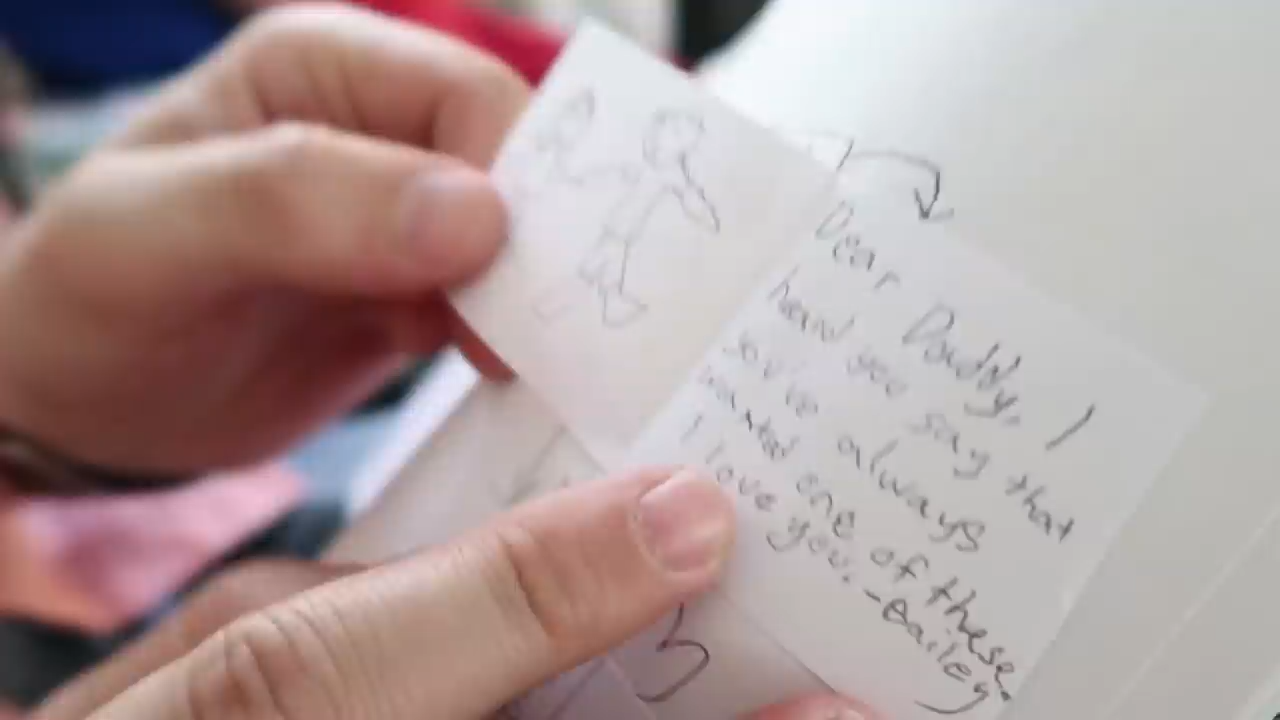 Dear Daddy, I
heard you say that
you've always
wanted one of these.
I love you. -Bailey